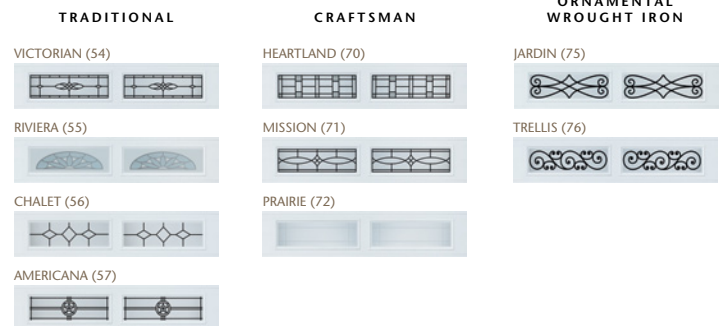 TRADITIONAL
VICTORIAN (54)
RIVIERA (55)
CHALET (56)
AMERICANA (57)
CRAFTSMAN
HEARTLAND (70)
MISSION (71)
PRAIRIE (72)
ORNAMENTAL
WROUGHT IRON
JARDIN (75)
TRELLIS (76)